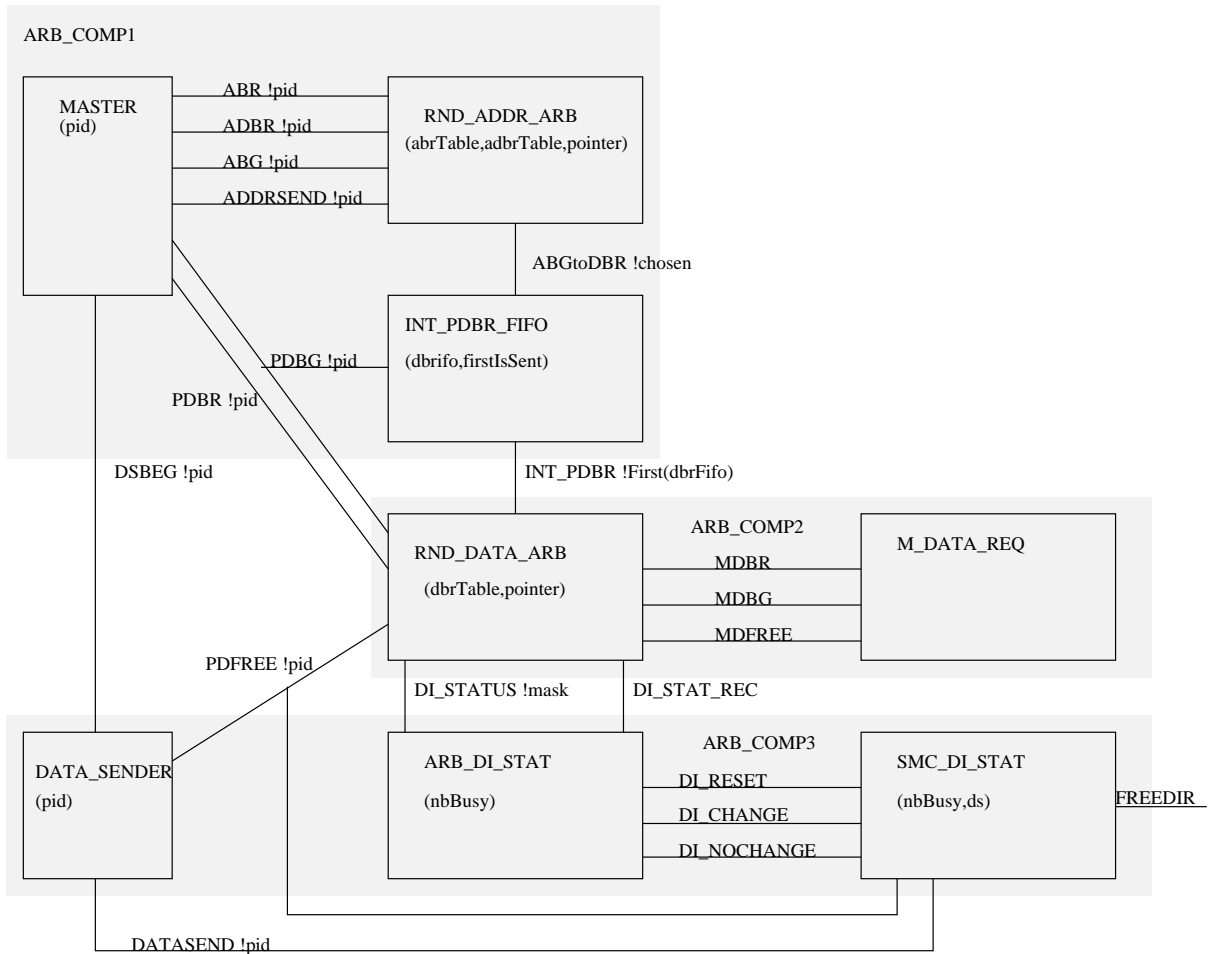 ARB_COMP1
MASTER
(pid)
ABR !pid
ADBR !pid
ABG !pid
ADDRSEND !pid
RND_ADDR_ARB
(abrTable,adbrTable,pointer)
ABGtoDBR !chosen
INT_PDBR_FIFO
(dbrifo,firstIsSent)
PDBG !pid
PDBR !pid
DSBEG !pid
INT_PDBR !First(dbrFifo)
RND_DATA_ARB
(dbrTable,pointer)
ARB_COMP2
MDBR
MDBG
MDFREE
M_DATA_REQ
PDFREE !pid
DI_STATUS !mask
DI_STAT_REC
DATA_SENDER
(pid)
ARB_DI_STAT
(nbBusy)
ARB_COMP3
DI_RESET
DI_CHANGE
DI_NOCHANGE
SMC_DI_STAT
(nbBusy,ds)
FREEDIR
DATASEND !pid